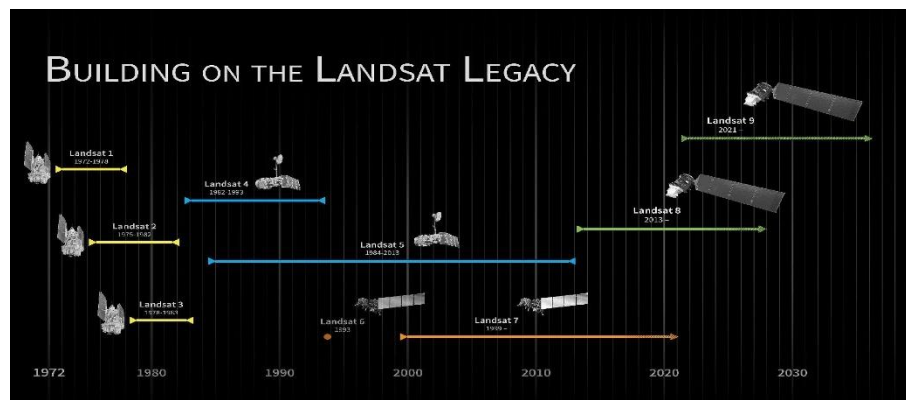 BUILDING ON THE LANDSAT LEGACY
Landsat 9
2021 –
Landsat 1
1972-1978
Landsat 4
1982-1993
Landsat 8
2013 –
Landsat 2
1975-1982
Landsat 5
1984-2013
Landsat 3
1978-1983
Landsat 6
1993
Landsat 7
1999 –
1972 1980 1990 2000 2010 2020 2030